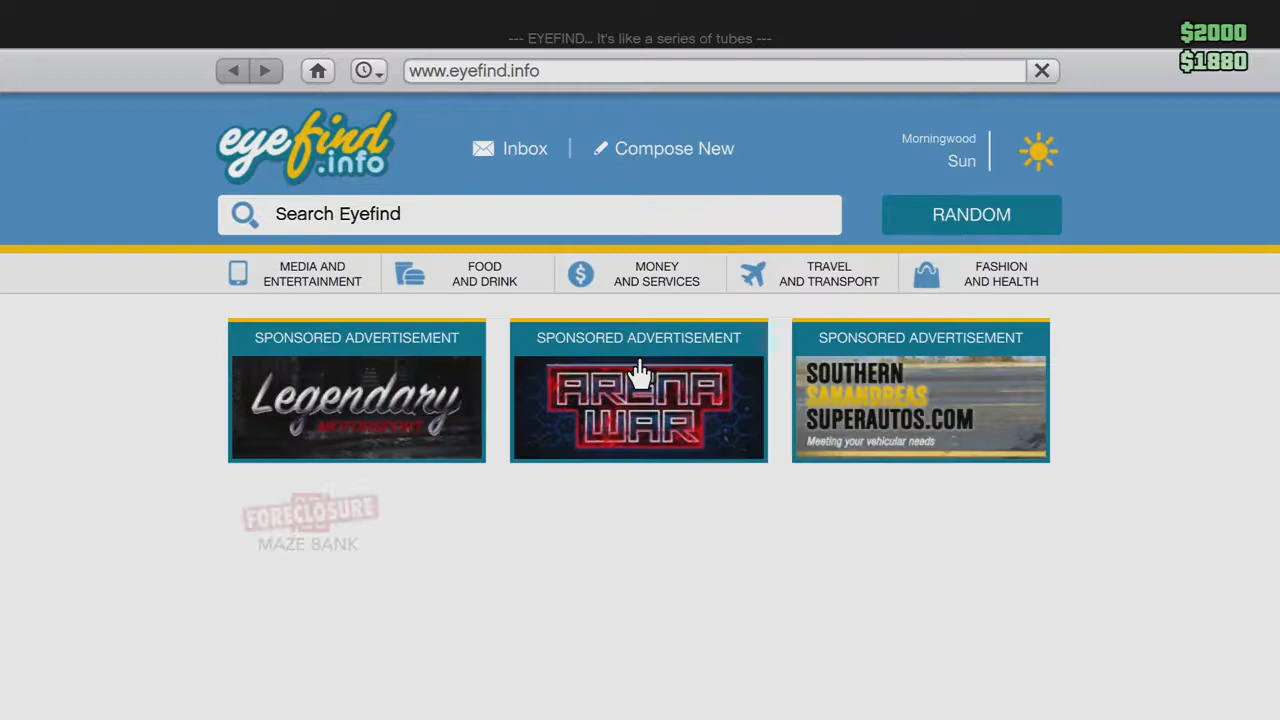 --- EYEFIND... It's like a series of tubes ---
$2000
$1880
www.eyefind.info
eyefind
.info
Inbox
Compose New
Morningwood
Sun
Search Eyefind
RANDOM
MEDIA AND
ENTERTAINMENT
FOOD
AND DRINK
MONEY
AND SERVICES
TRAVEL
AND TRANSPORT
FASHION
AND HEALTH
SPONSORED ADVERTISEMENT
Legendary
MOTORSPORT
SPONSORED ADVERTISEMENT
ARENA
WAR
SPONSORED ADVERTISEMENT
SOUTHERN
SANANDREAS
SUPERAUTOS.COM
Meeting your vehicular needs
FORECLOSURE
MAZE BANK